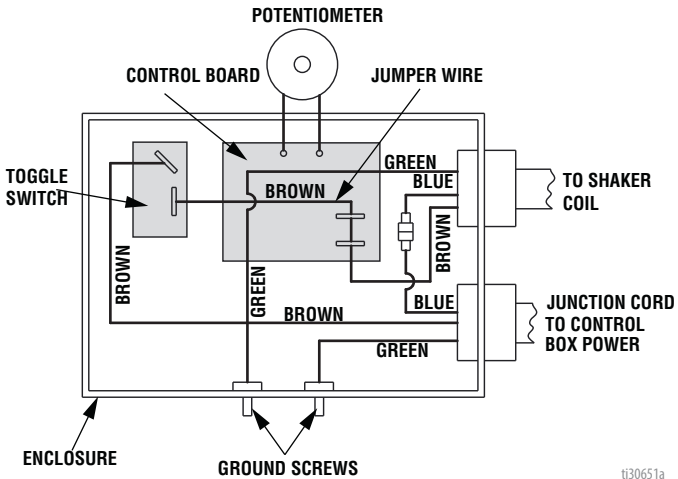 POTENTIOMETER
CONTROL BOARD
JUMPER WIRE
TOGGLE
SWITCH
GREEN
BLUE
BROWN
TO SHAKER
COIL
BROWN
BROWN
GREEN
BLUE
BROWN
GREEN
JUNCTION CORD
TO CONTROL
BOX POWER
ENCLOSURE
GROUND SCREWS
ti30651a